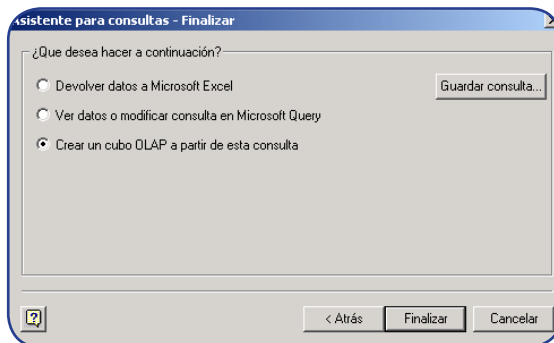 Asistente para consultas - Finalizar
¿Que desea hacer a continuación?
Devolver datos a Microsoft Excel
Guardar consulta...
Ver datos o modificar consulta en Microsoft Query
Crear un cubo OLAP a partir de esta consulta
?
< Atrás
Finalizar
Cancelar